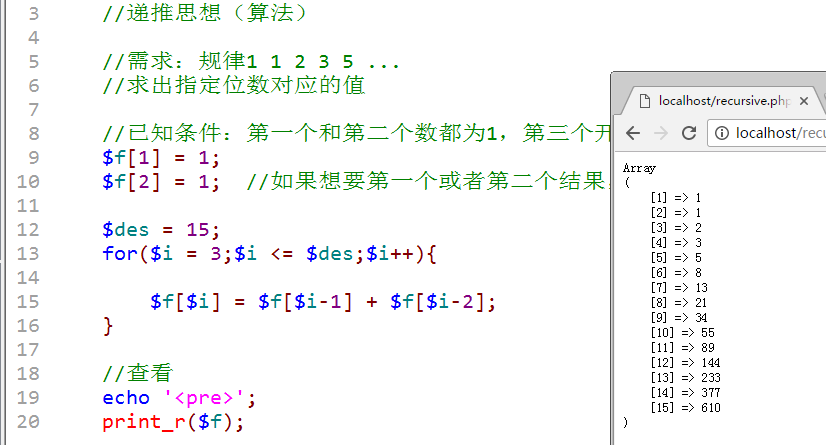 3 //递推思想（算法）
4
5 //需求：规律1 1 2 3 5 ...
6 //求出指定位数对应的值
7
8 //已知条件：第一个和第二个数都为1，第三个开
9 $f[1] = 1;
10 $f[2] = 1; //如果想要第一个或者第二个结果
11
12 $des = 15;
13 for($i = 3;$i <= $des;$i++){
14
15 $f[$i] = $f[$i-1] + $f[$i-2];
16 }
17
18 //查看
19 echo '<pre>';
20 print_r($f);
localhost/recursive.php
localhost/recu
Array
(
[1] => 1
[2] => 1
[3] => 2
[4] => 3
[5] => 5
[6] => 8
[7] => 13
[8] => 21
[9] => 34
[10] => 55
[11] => 89
[12] => 144
[13] => 233
[14] => 377
[15] => 610
)